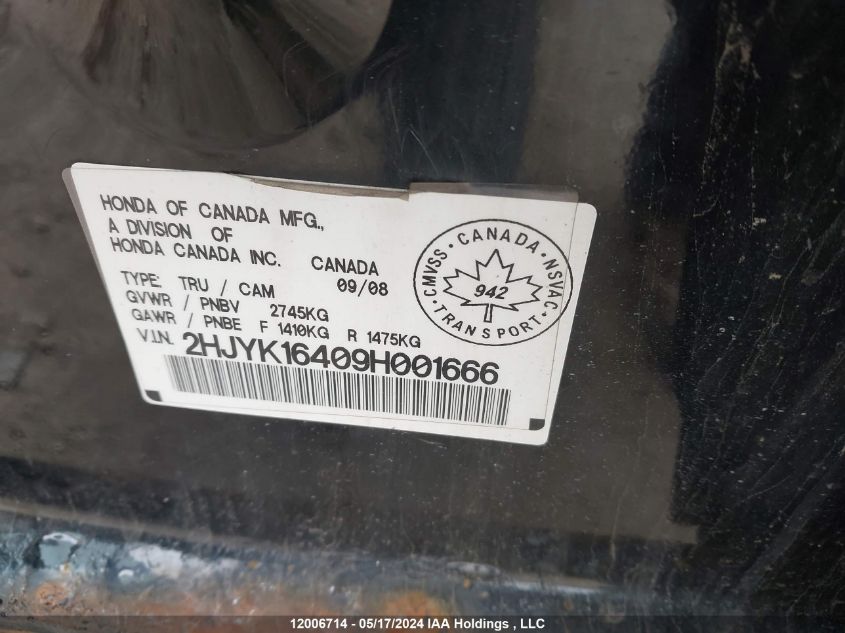 HONDA OF CANADA MFG.,
A DIVISION OF
HONDA CANADA INC. CANADA
TYPE: TRU / CAM 09/08
GVWR / PNBV 2745KG
GAWR / PNBE F 1410KG R 1475KG
V.I.N. 2HJYK16409H001666
CMVSS · CANADA · NSVAC · TRANSPORT ·
942
12006714 - 05/17/2024 IAA Holdings , LLC